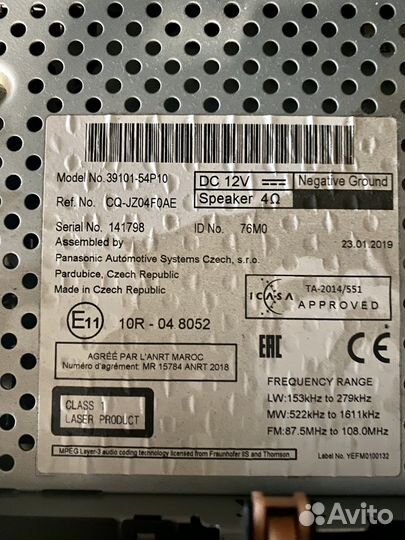 Model No. 39101-54P10
DC 12V
Negative Ground
Ref. No. CQ-JZ04F0AE
Speaker 4Ω
Serial No. 141798
ID No. 76M0
23.01.2019
Assembled by
Panasonic Automotive Systems Czech, s.r.o.
Pardubice, Czech Republic
Made in Czech Republic
ICASA
TA-2014/551
APPROVED
E11
10R - 04 8052
EAC
CE
AGRÉÉ PAR L'ANRT MAROC
Numéro d'agrément: MR 15784 ANRT 2018
FREQUENCY RANGE
LW:153kHz to 279kHz
MW:522kHz to 1611kHz
FM:87.5MHz to 108.0MHz
CLASS 1
LASER PRODUCT
MPEG Layer-3 audio coding technology licensed from Fraunhofer IIS and Thomson.
Label No. YEFM0100132
Avito